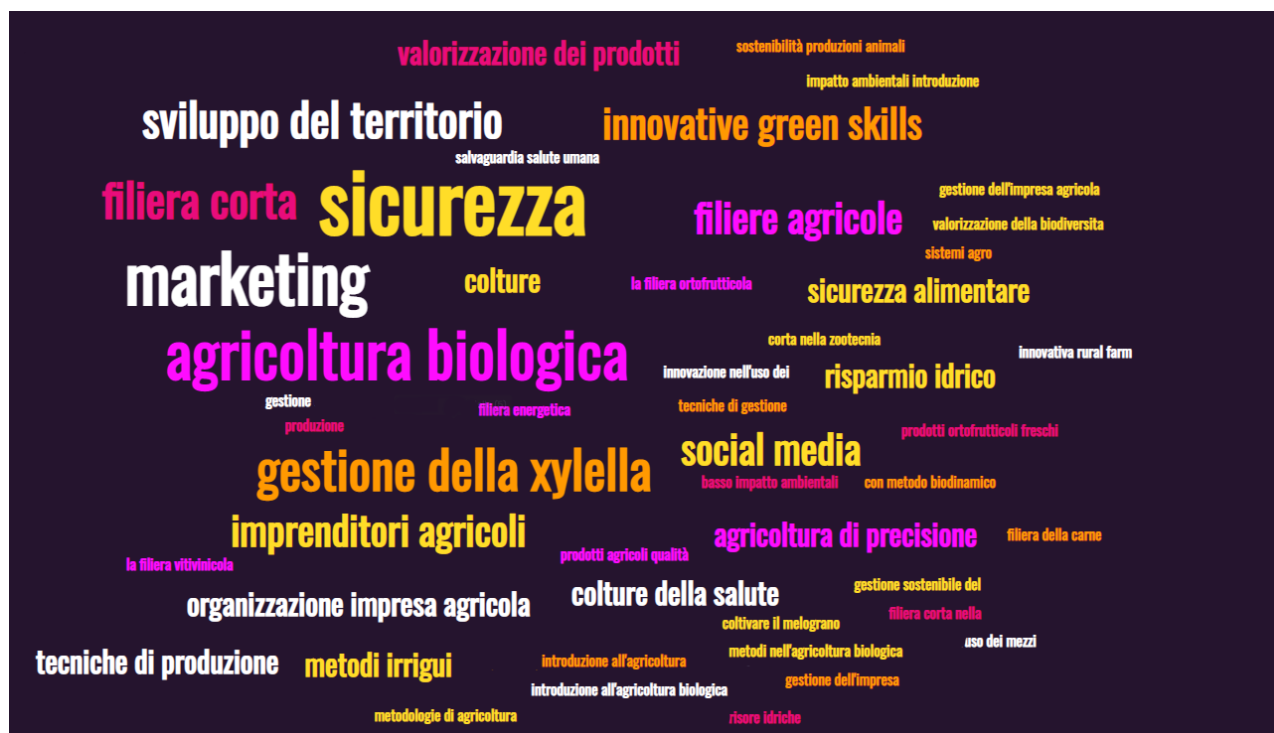 valorizzazione dei prodotti
sostenibilità produzioni animali
impatto ambientali introduzione
sviluppo del territorio
innovative green skills
salvaguardia salute umana
filiera corta
sicurezza
filiere agricole
gestione dell'impresa agricola
valorizzazione della biodiversita
sistemi agro
marketing
colture
la filiera ortofrutticola
sicurezza alimentare
agricoltura biologica
corta nella zootecnia
innovativa rural farm
innovazione nell'uso dei
risparmio idrico
gestione
filiera energetica
tecniche di gestione
produzione
prodotti ortofrutticoli freschi
social media
gestione della xylella
basso impatto ambientali
con metodo biodinamico
imprenditori agricoli
agricoltura di precisione
filiera della carne
la filiera vitivinicola
prodotti agricoli qualità
organizzazione impresa agricola
colture della salute
gestione sostenibile del
filiera corta nella
coltivare il melograno
uso dei mezzi
tecniche di produzione
metodi irrigui
introduzione all'agricoltura
metodi nell'agricoltura biologica
gestione dell'impresa
introduzione all'agricoltura biologica
metodologie di agricoltura
risore idriche